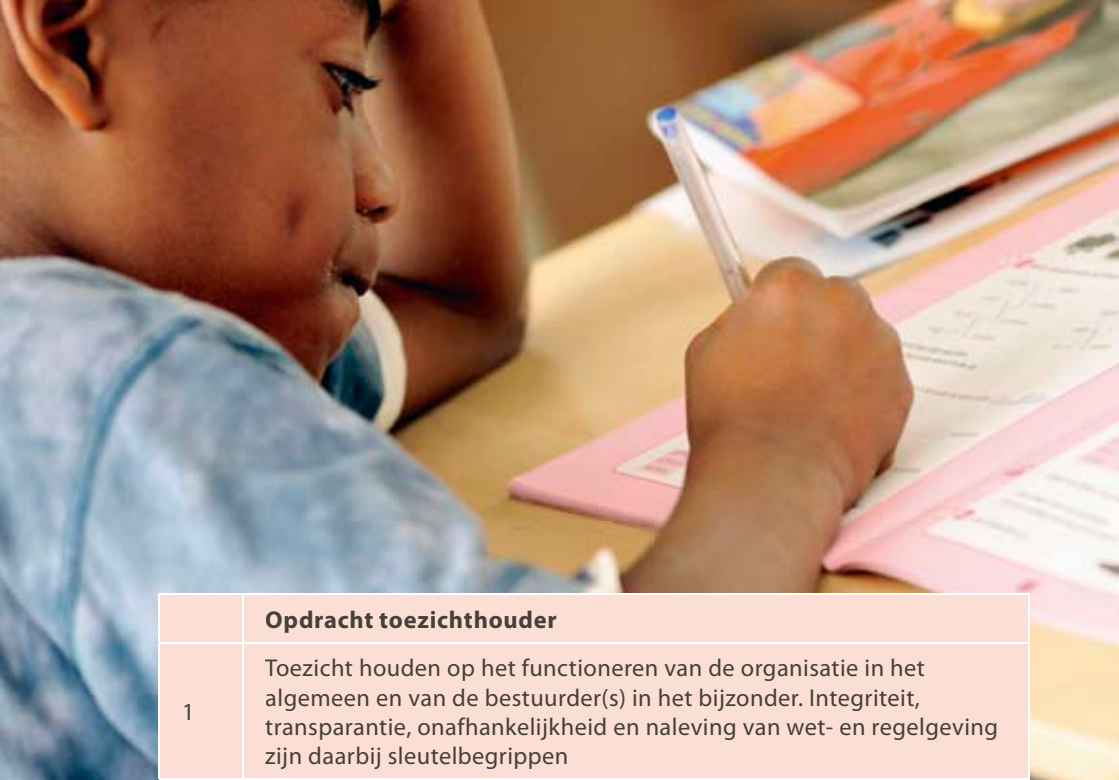 Opdracht toezichthouder
1
Toezicht houden op het functioneren van de organisatie in het
algemeen en van de bestuurder(s) in het bijzonder. Integriteit,
transparantie, onafhankelijkheid en naleving van wet- en regelgeving
zijn daarbij sleutelbegrippen